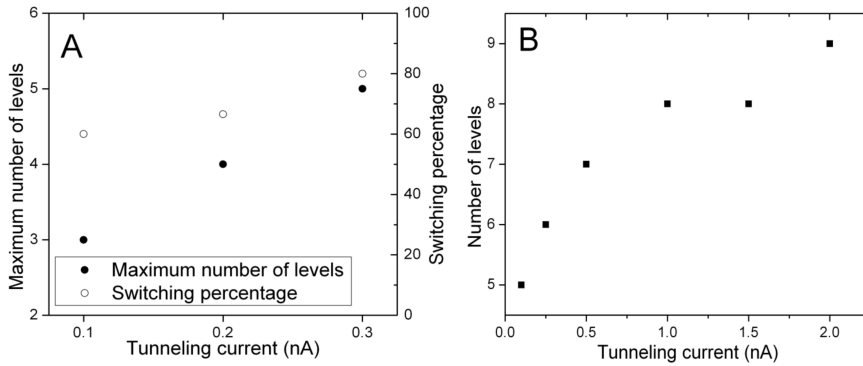 A
Maximum number of levels
6
5
4
3
2
100
80
60
40
20
0
Switching percentage
Maximum number of levels
Switching percentage
0.1 0.2 0.3
Tunneling current (nA)
B
Number of levels
9
8
7
6
5
0.0 0.5 1.0 1.5 2.0
Tunneling current (nA)